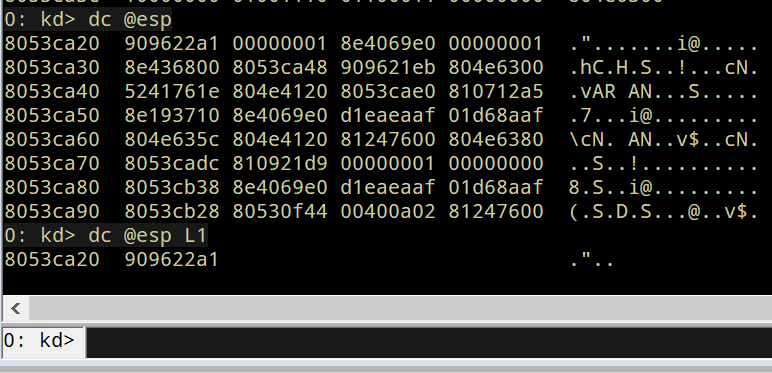 0: kd> dc @esp
8053ca20  909622a1 00000001 8e4069e0 00000001  .".......i@.....
8053ca30  8e436800 8053ca48 909621eb 804e6300  .hC.H.S..!...cN.
8053ca40  5241761e 804e4120 8053cae0 810712a5  .vAR AN...S.....
8053ca50  8e193710 8e4069e0 d1eaeaaf 01d68aaf  .7...i@.........
8053ca60  804e635c 804e4120 81247600 804e6380  \cN. AN..v$..cN.
8053ca70  8053cadc 810921d9 00000001 00000000  ..S..!..........
8053ca80  8053cb38 8e4069e0 d1eaeaaf 01d68aaf  8.S..i@.........
8053ca90  8053cb28 80530f44 00400a02 81247600  (.S.D.S...@..v$.
0: kd> dc @esp L1
8053ca20  909622a1  ."..
0: kd>